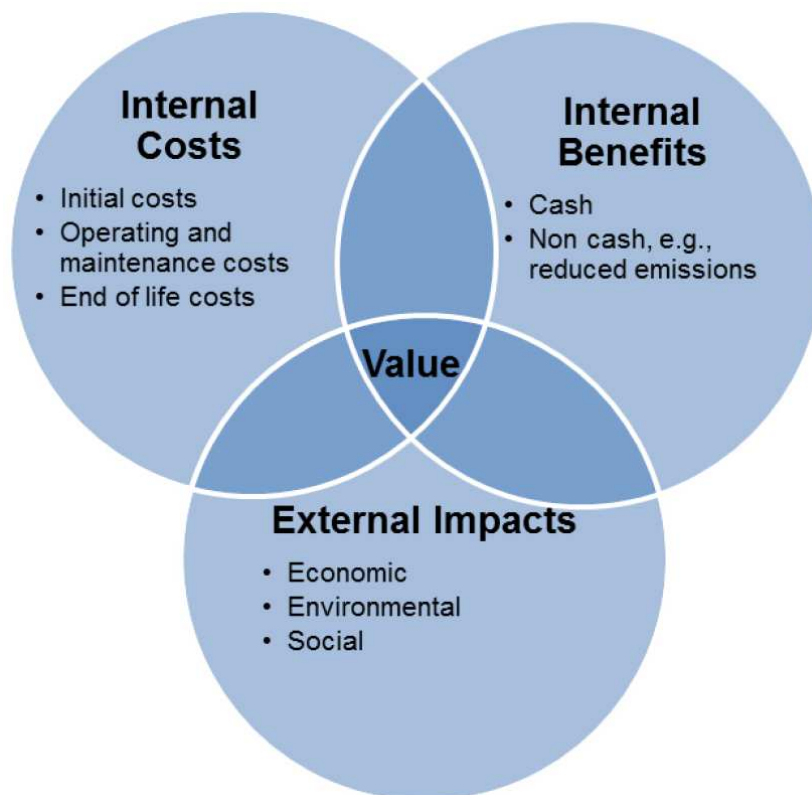 Internal
Costs
• Initial costs
• Operating and
maintenance costs
• End of life costs
Internal
Benefits
• Cash
• Non cash, e.g.,
reduced emissions
Value
External Impacts
• Economic
• Environmental
• Social